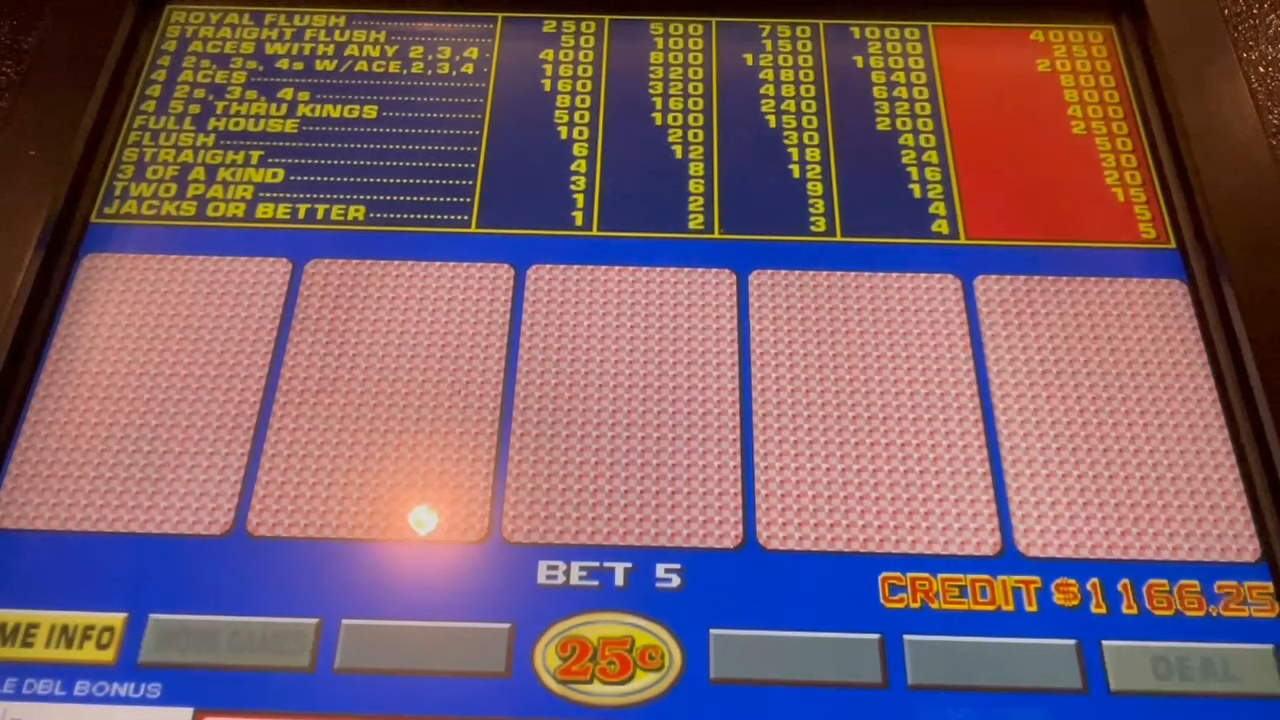 ROYAL FLUSH 250 500 750 1000 4000
STRAIGHT FLUSH 50 100 150 200 250
4 ACES WITH ANY 2,3,4 400 800 1200 1600 2000
4 2s, 3s, 4s W/ACE,2,3,4 160 320 480 640 800
4 ACES 160 320 480 640 800
4 2s, 3s, 4s 80 160 240 320 400
4 5s THRU KINGS 50 100 150 200 250
FULL HOUSE 10 20 30 40 50
FLUSH 6 12 18 24 30
STRAIGHT 4 8 12 16 20
3 OF A KIND 3 6 9 12 15
TWO PAIR 1 2 3 4 5
JACKS OR BETTER 1 2 3 4 5
BET 5
CREDIT $1166.25
ME INFO MORE GAMES 25¢ DEAL
LE DBL BONUS